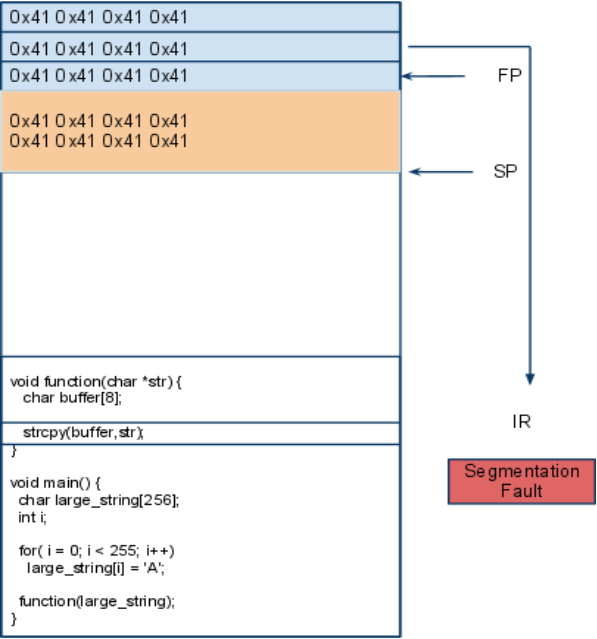 0x41 0x41 0x41 0x41
0x41 0x41 0x41 0x41
0x41 0x41 0x41 0x41
FP
0x41 0x41 0x41 0x41
0x41 0x41 0x41 0x41
SP
void function(char *str) {
char buffer[8];
strcpy(buffer,str);
}
void main() {
char large_string[256];
int i;
for( i = 0; i < 255; i++)
large_string[i] = 'A';
function(large_string);
}
IR
Segmentation
Fault